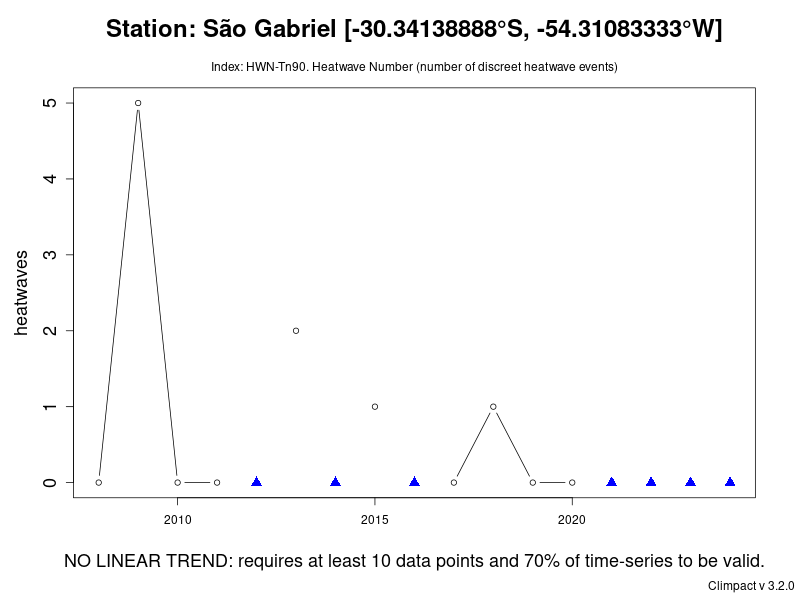 Station: São Gabriel [-30.34138888°S, -54.31083333°W]
Index: HWN-Tn90. Heatwave Number (number of discreet heatwave events)
heatwaves
5
4
3
2
1
0
2010
2015
2020
NO LINEAR TREND: requires at least 10 data points and 70% of time-series to be valid.
Climpact v 3.2.0